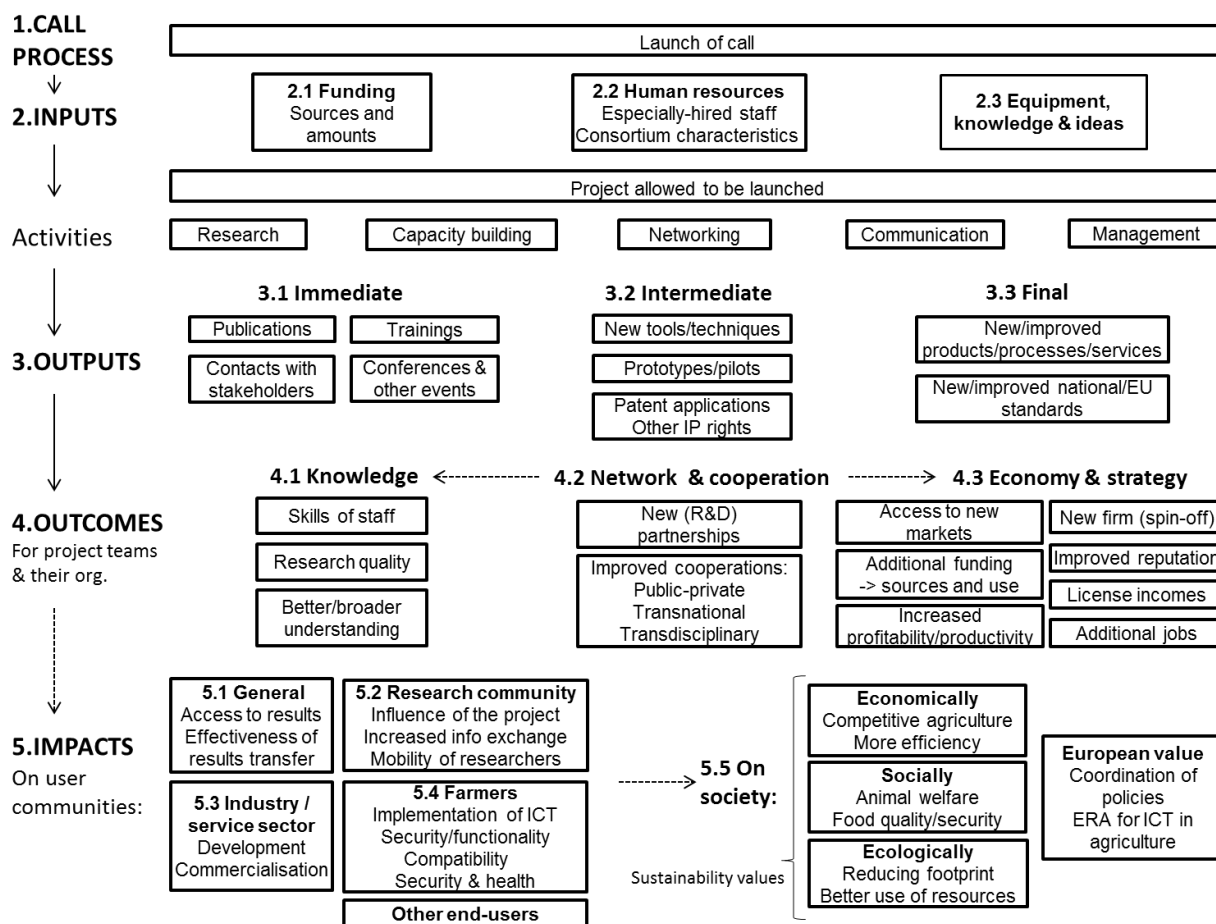 1.CALL
PROCESS
Launch of call
2.INPUTS
2.1 Funding
Sources and
amounts
2.2 Human resources
Especially-hired staff
Consortium characteristics
2.3 Equipment,
knowledge & ideas
Project allowed to be launched
Activities
Research
Capacity building
Networking
Communication
Management
3.OUTPUTS
3.1 Immediate
Publications
Trainings
Contacts with
stakeholders
Conferences &
other events
3.2 Intermediate
New tools/techniques
Prototypes/pilots
Patent applications
Other IP rights
3.3 Final
New/improved
products/processes/services
New/improved national/EU
standards
4.OUTCOMES
For project teams
& their org.
4.1 Knowledge
Skills of staff
Research quality
Better/broader
understanding
4.2 Network & cooperation
New (R&D)
partnerships
Improved cooperations:
Public-private
Transnational
Transdisciplinary
4.3 Economy & strategy
Access to new
markets
Additional funding
-> sources and use
Increased
profitability/productivity
New firm (spin-off)
Improved reputation
License incomes
Additional jobs
5.IMPACTS
On user
communities:
5.1 General
Access to results
Effectiveness of
results transfer
5.2 Research community
Influence of the project
Increased info exchange
Mobility of researchers
5.3 Industry /
service sector
Development
Commercialisation
5.4 Farmers
Implementation of ICT
Security/functionality
Compatibility
Security & health
Other end-users
5.5 On
society:
Sustainability values
Economically
Competitive agriculture
More efficiency
Socially
Animal welfare
Food quality/security
Ecologically
Reducing footprint
Better use of resources
European value
Coordination of
policies
ERA for ICT in
agriculture